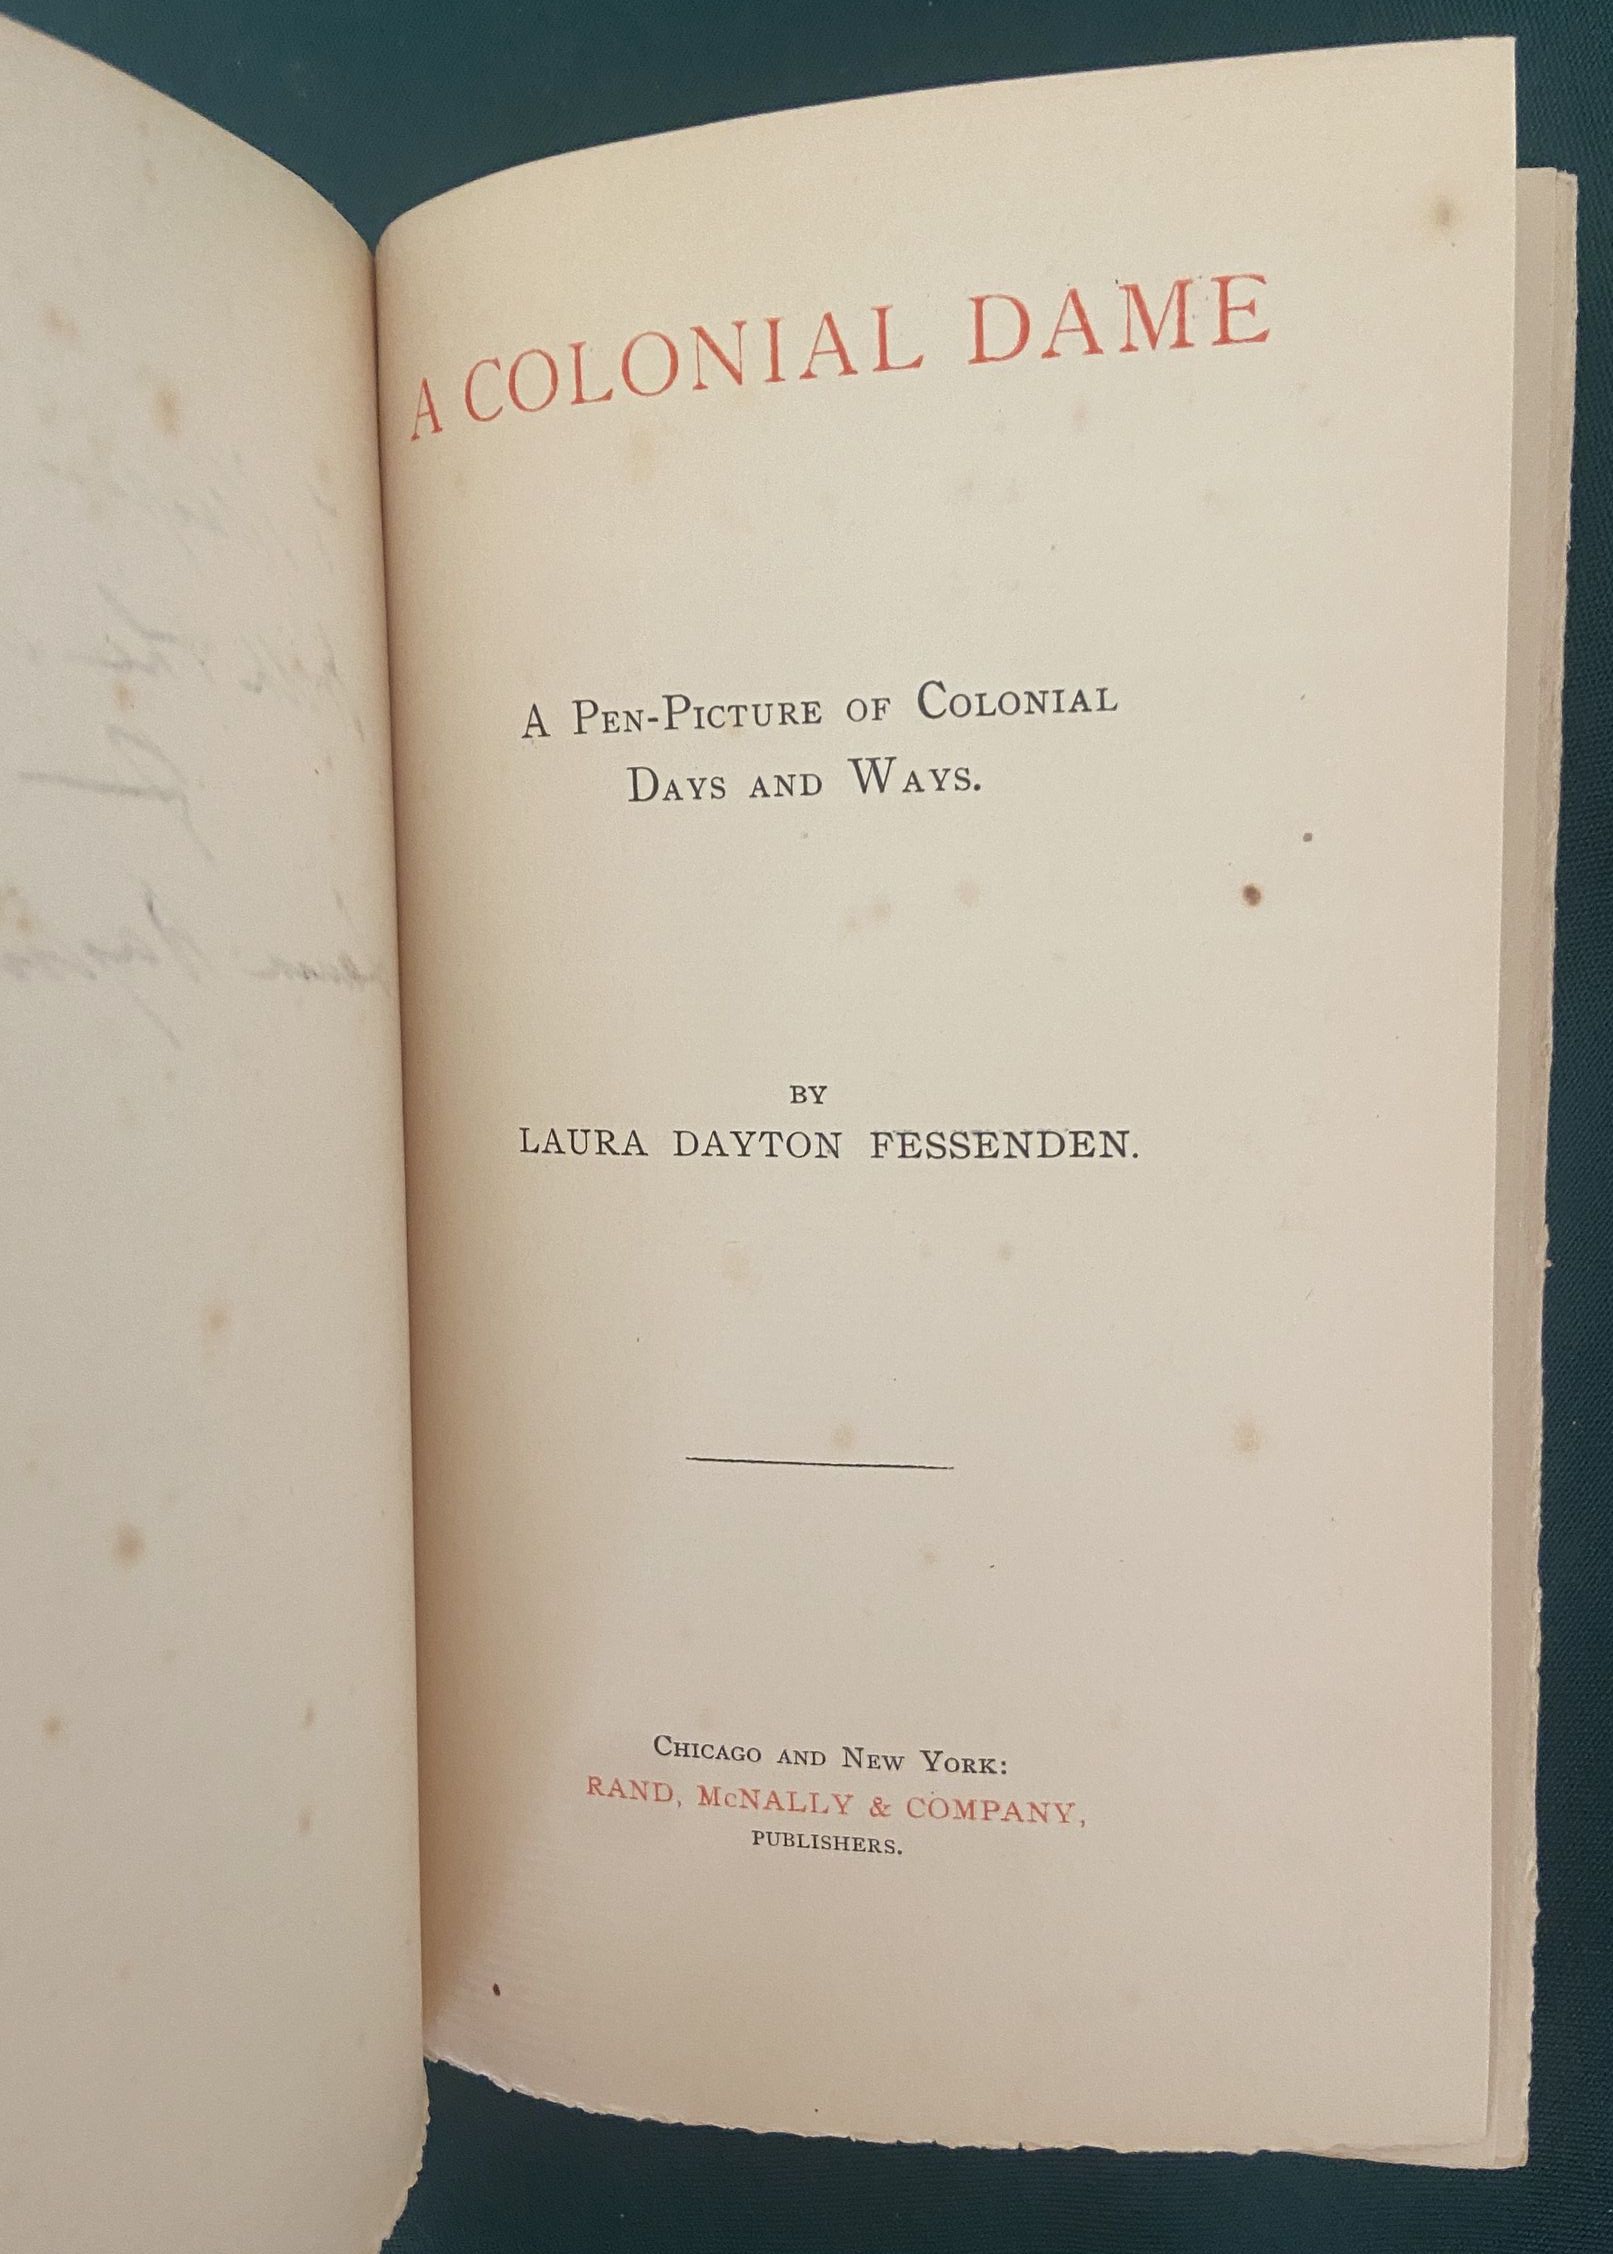 A COLONIAL DAME
A PEN-PICTURE OF COLONIAL
DAYS AND WAYS.
BY
LAURA DAYTON FESSENDEN.
CHICAGO AND NEW YORK:
RAND, McNALLY & COMPANY,
PUBLISHERS.